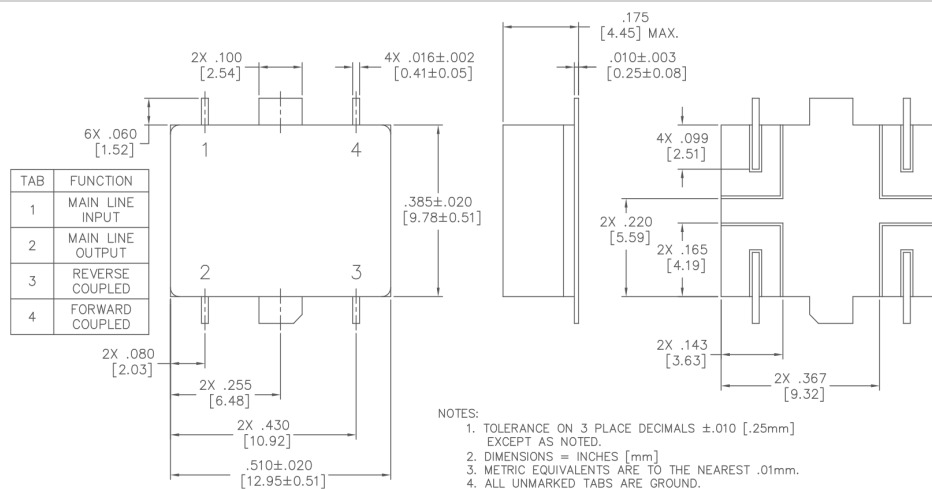 .175
[4.45] MAX.
2X .100
[2.54]
4X .016±.002
[0.41±0.05]
.010±.003
[0.25±0.08]
6X .060
[1.52]
1
4
4X .099
[2.51]
TAB FUNCTION
1 MAIN LINE
INPUT
2 MAIN LINE
OUTPUT
3 REVERSE
COUPLED
4 FORWARD
COUPLED
.385±.020
[9.78±0.51]
2X .220
[5.59]
2X .165
[4.19]
2
3
2X .080
[2.03]
2X .143
[3.63]
2X .255
[6.48]
2X .367
[9.32]
2X .430
[10.92]
.510±.020
[12.95±0.51]
NOTES:
1. TOLERANCE ON 3 PLACE DECIMALS ±.010 [.25mm]
EXCEPT AS NOTED.
2. DIMENSIONS = INCHES [mm]
3. METRIC EQUIVALENTS ARE TO THE NEAREST .01mm.
4. ALL UNMARKED TABS ARE GROUND.